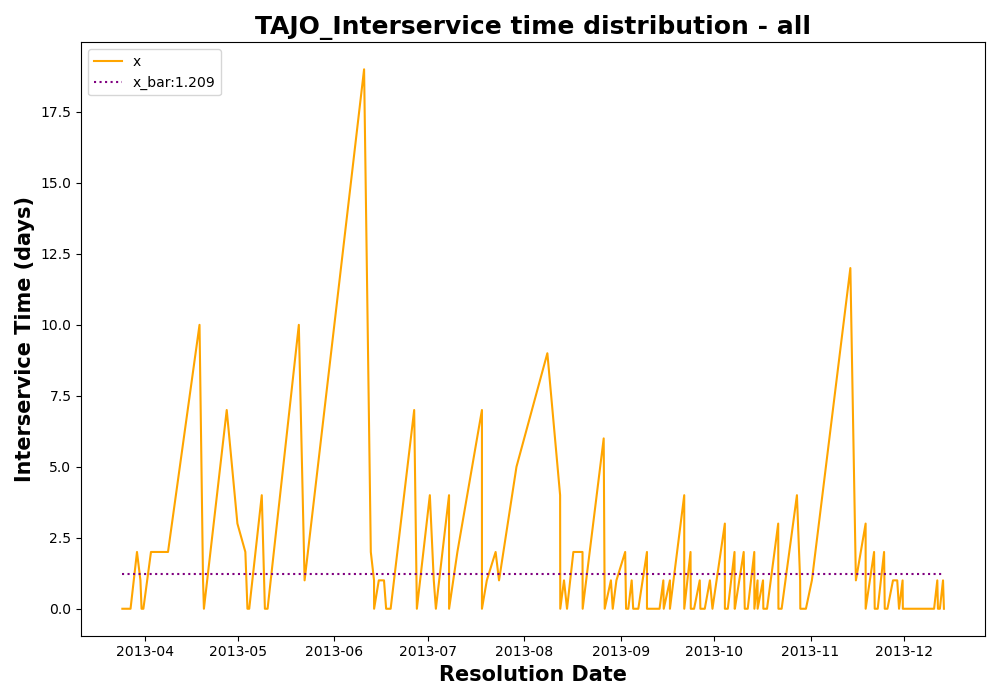 TAJO_Interservice time distribution - all
x
x_bar:1.209
Interservice Time (days)
17.5
15.0
12.5
10.0
7.5
5.0
2.5
0.0
2013-04 2013-05 2013-06 2013-07 2013-08 2013-09 2013-10 2013-11 2013-12
Resolution Date